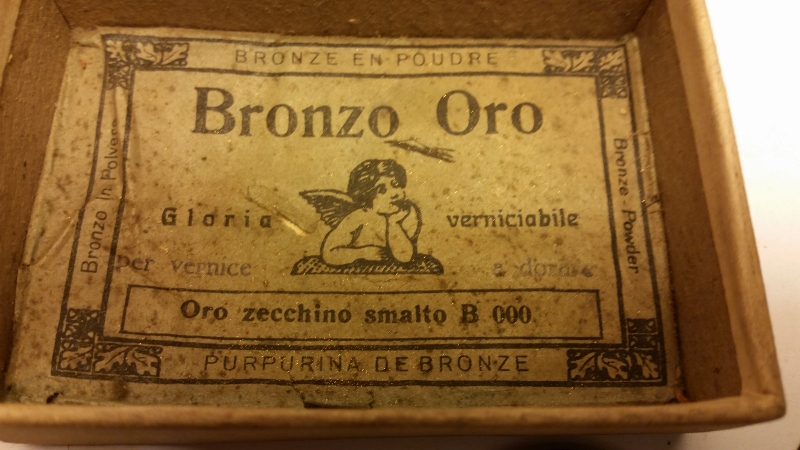 BRONZE EN POUDRE
Bronzo in Polvere
Bronzo Oro
Bronze Powder
Gloria verniciabile
per vernice a dorare
Oro zecchino smalto B 000
PURPURINA DE BRONZE